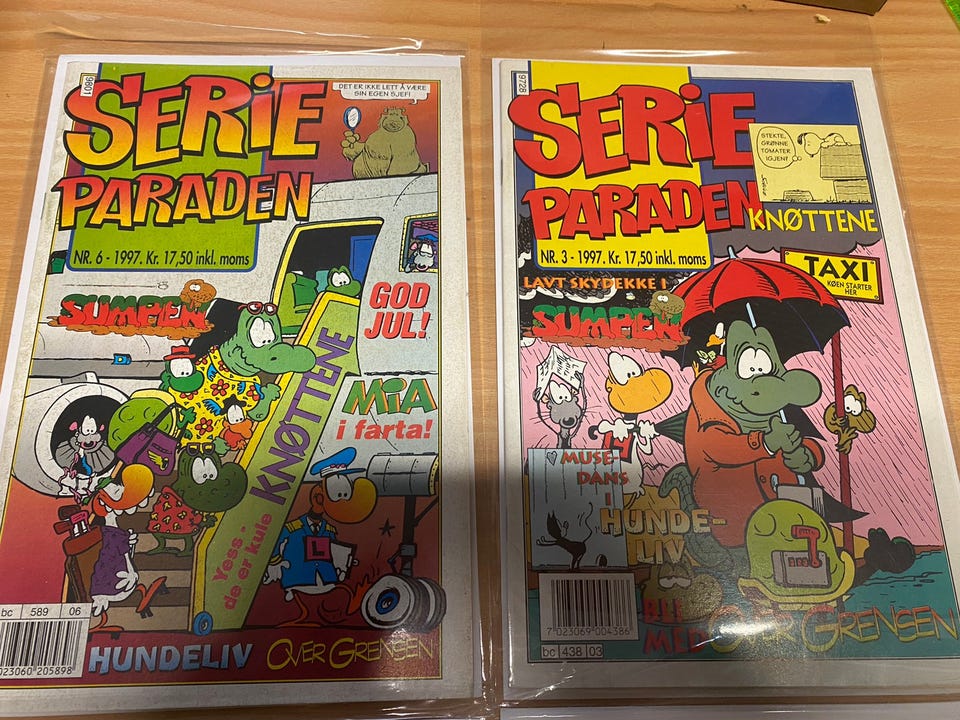 9601
SERIE
PARADEN
DET ER IKKE LETT Å VÆRE
SIN EGEN SJEF!
NR. 6 - 1997. Kr. 17,50 inkl. moms
SUMPEN
GOD
JUL!
MIA
i farta!
"Yess"
de er kule
KNØTTENE
L
bc 589 06
023060 205898
HUNDELIV
OVER GRENSEN
9728
SERIE
PARADEN
STEKTE,
GRØNNE
TOMATER
IGJEN?
KNØTTENE
NR. 3 - 1997. Kr. 17,50 inkl. moms
TAXI
KØEN STARTER
HER
LAVT SKYDEKKE I
SUMPEN
MUSE-
DANS
I
HUNDE-
LIV
7 023069 004386
bc 438 03
BLI
MED
OVER GRENSEN